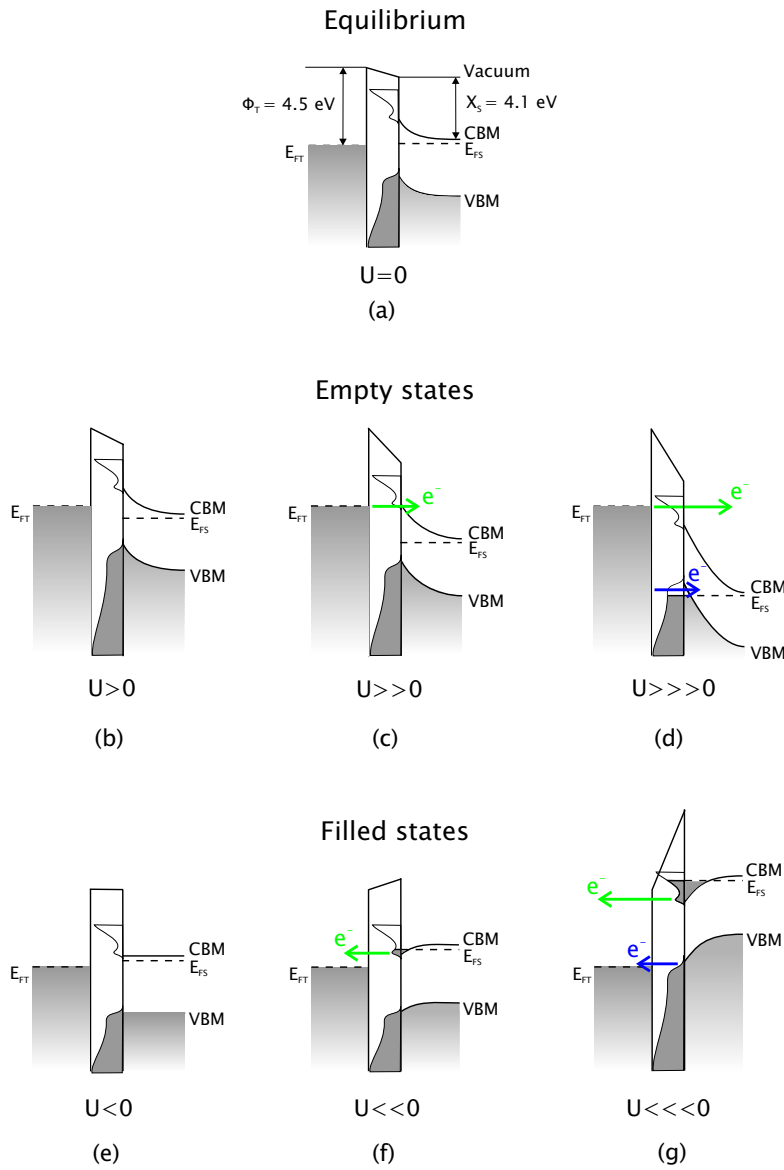 Equilibrium
Vacuum
Φ_T = 4.5 eV
X_S = 4.1 eV
CBM
E_FT
E_FS
VBM
U=0
(a)
Empty states
E_FT
CBM
E_FS
VBM
U>0
(b)
e⁻
E_FT
CBM
E_FS
VBM
U>>0
(c)
e⁻
E_FT
e⁻
CBM
E_FS
VBM
U>>>0
(d)
Filled states
CBM
E_FT
E_FS
VBM
U<0
(e)
e⁻
CBM
E_FS
E_FT
VBM
U<<0
(f)
CBM
e⁻
E_FS
VBM
e⁻
E_FT
U<<<0
(g)